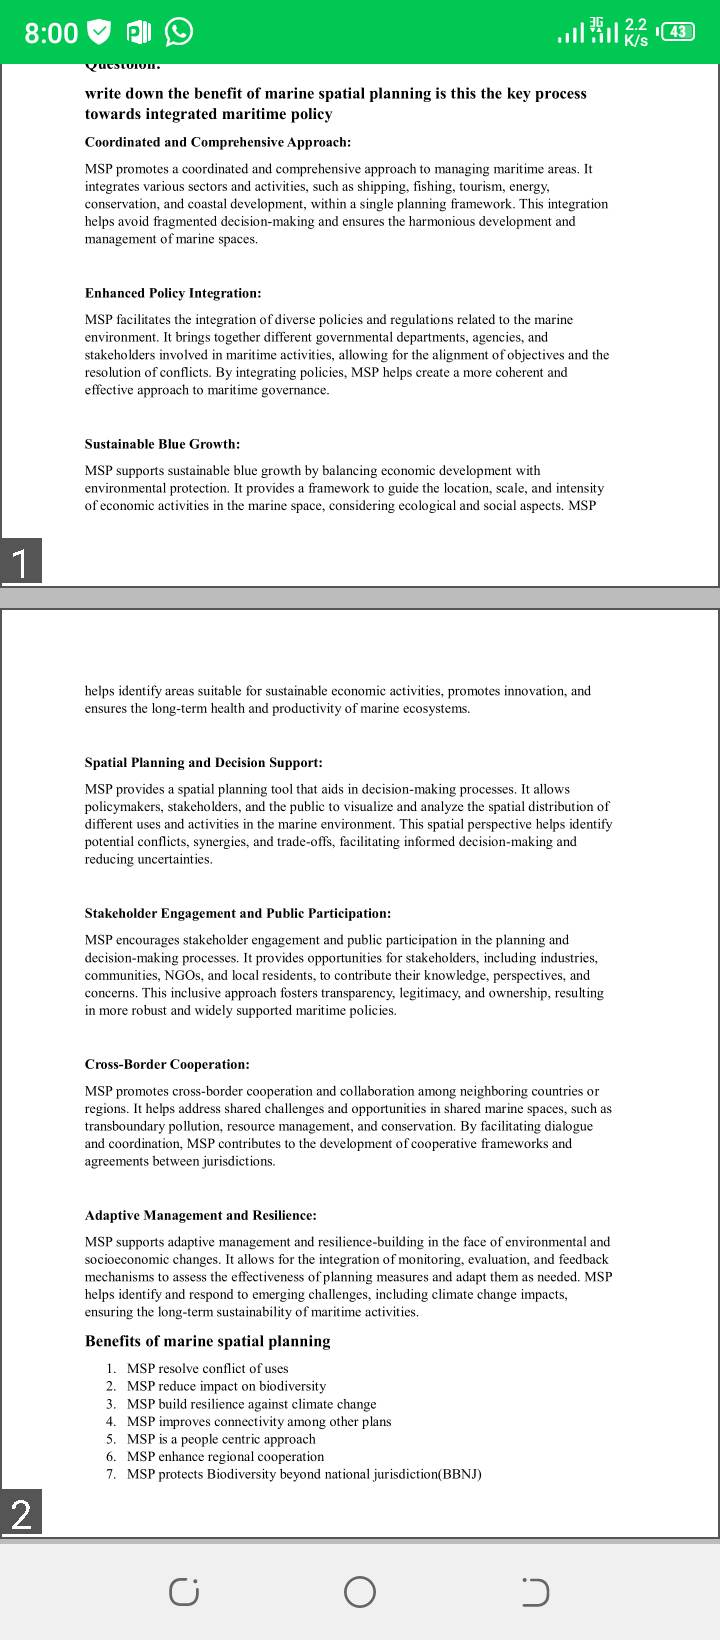 8:00
3G
2.2
K/s
43
write down the benefit of marine spatial planning is this the key process
towards integrated maritime policy
Coordinated and Comprehensive Approach:
MSP promotes a coordinated and comprehensive approach to managing maritime areas. It
integrates various sectors and activities, such as shipping, fishing, tourism, energy,
conservation, and coastal development, within a single planning framework. This integration
helps avoid fragmented decision-making and ensures the harmonious development and
management of marine spaces.
Enhanced Policy Integration:
MSP facilitates the integration of diverse policies and regulations related to the marine
environment. It brings together different governmental departments, agencies, and
stakeholders involved in maritime activities, allowing for the alignment of objectives and the
resolution of conflicts. By integrating policies, MSP helps create a more coherent and
effective approach to maritime governance.
Sustainable Blue Growth:
MSP supports sustainable blue growth by balancing economic development with
environmental protection. It provides a framework to guide the location, scale, and intensity
of economic activities in the marine space, considering ecological and social aspects. MSP
1
helps identify areas suitable for sustainable economic activities, promotes innovation, and
ensures the long-term health and productivity of marine ecosystems.
Spatial Planning and Decision Support:
MSP provides a spatial planning tool that aids in decision-making processes. It allows
policymakers, stakeholders, and the public to visualize and analyze the spatial distribution of
different uses and activities in the marine environment. This spatial perspective helps identify
potential conflicts, synergies, and trade-offs, facilitating informed decision-making and
reducing uncertainties.
Stakeholder Engagement and Public Participation:
MSP encourages stakeholder engagement and public participation in the planning and
decision-making processes. It provides opportunities for stakeholders, including industries,
communities, NGOs, and local residents, to contribute their knowledge, perspectives, and
concerns. This inclusive approach fosters transparency, legitimacy, and ownership, resulting
in more robust and widely supported maritime policies.
Cross-Border Cooperation:
MSP promotes cross-border cooperation and collaboration among neighboring countries or
regions. It helps address shared challenges and opportunities in shared marine spaces, such as
transboundary pollution, resource management, and conservation. By facilitating dialogue
and coordination, MSP contributes to the development of cooperative frameworks and
agreements between jurisdictions.
Adaptive Management and Resilience:
MSP supports adaptive management and resilience-building in the face of environmental and
socioeconomic changes. It allows for the integration of monitoring, evaluation, and feedback
mechanisms to assess the effectiveness of planning measures and adapt them as needed. MSP
helps identify and respond to emerging challenges, including climate change impacts,
ensuring the long-term sustainability of maritime activities.
Benefits of marine spatial planning
1. MSP resolve conflict of uses
2. MSP reduce impact on biodiversity
3. MSP build resilience against climate change
4. MSP improves connectivity among other plans
5. MSP is a people centric approach
6. MSP enhance regional cooperation
7. MSP protects Biodiversity beyond national jurisdiction(BBNJ)
2